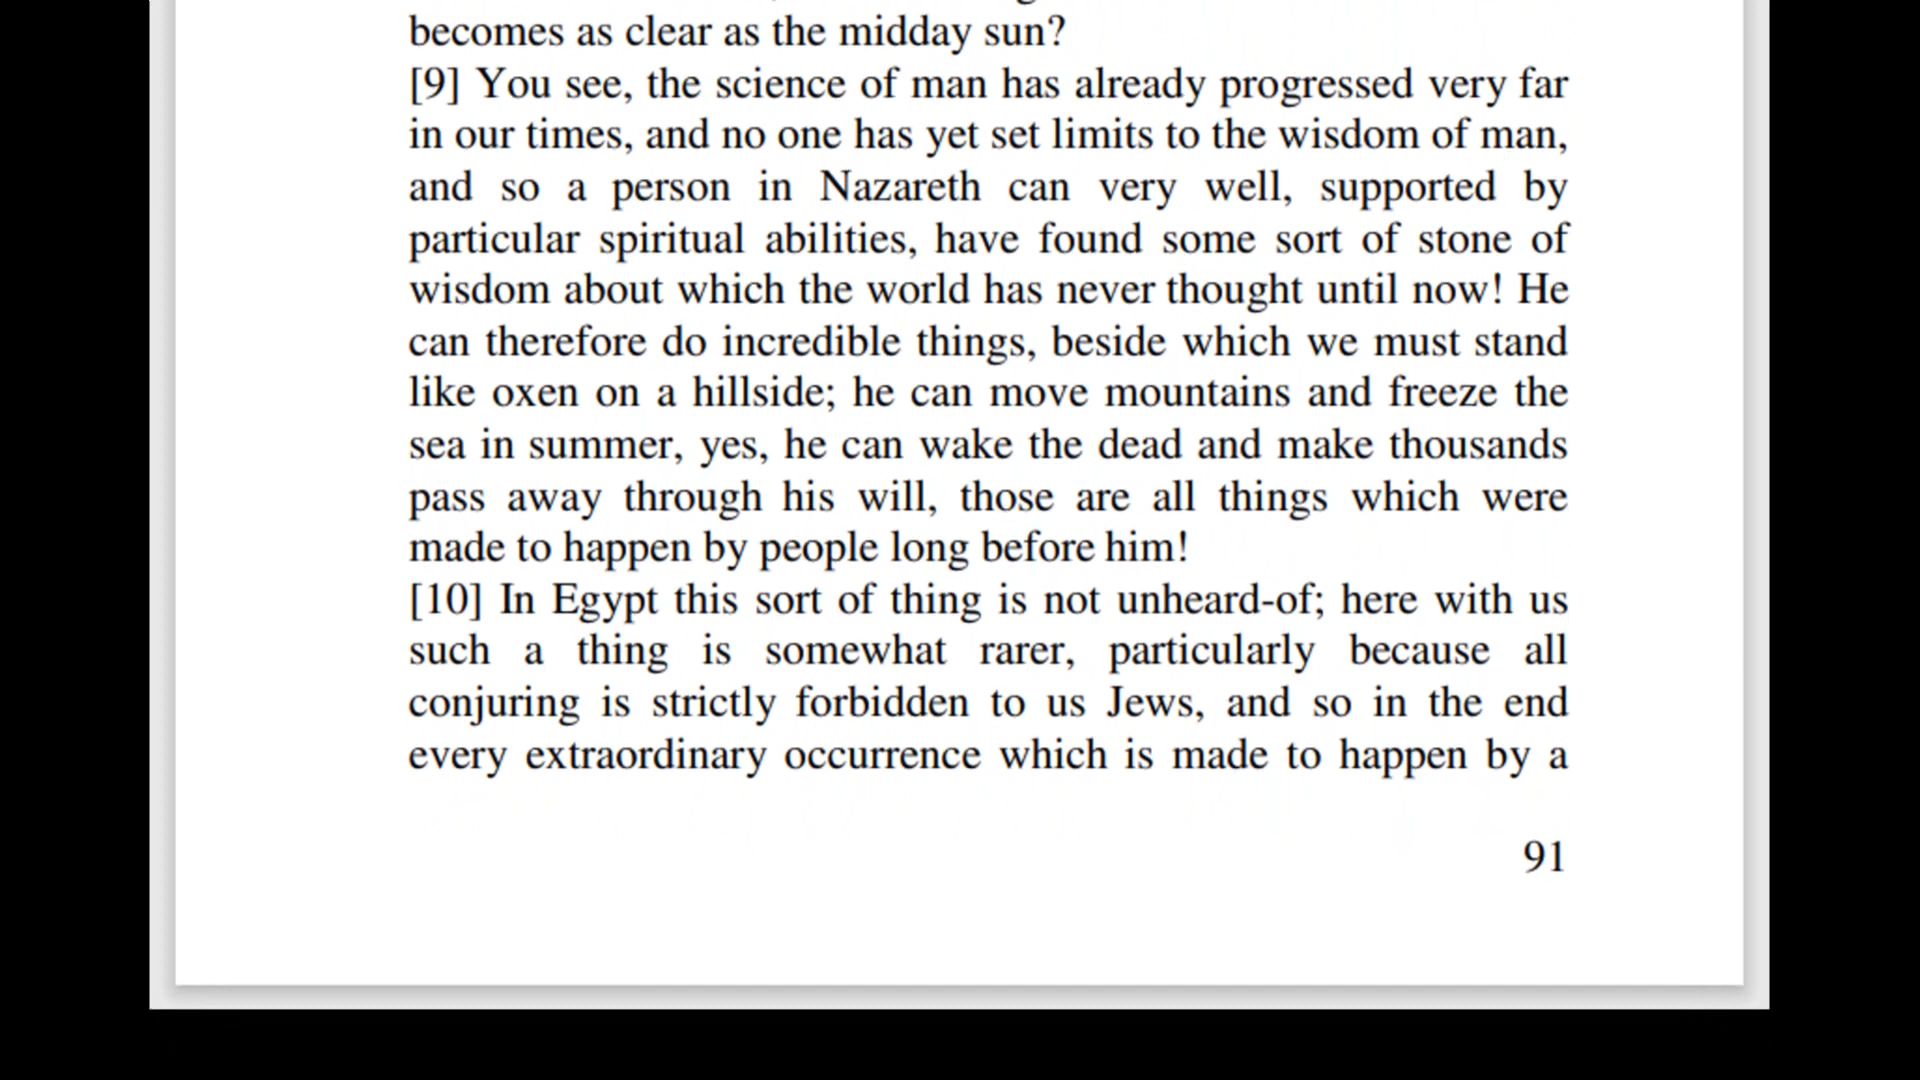 becomes as clear as the midday sun?
[9] You see, the science of man has already progressed very far
in our times, and no one has yet set limits to the wisdom of man,
and so a person in Nazareth can very well, supported by
particular spiritual abilities, have found some sort of stone of
wisdom about which the world has never thought until now! He
can therefore do incredible things, beside which we must stand
like oxen on a hillside; he can move mountains and freeze the
sea in summer, yes, he can wake the dead and make thousands
pass away through his will, those are all things which were
made to happen by people long before him!
[10] In Egypt this sort of thing is not unheard-of; here with us
such a thing is somewhat rarer, particularly because all
conjuring is strictly forbidden to us Jews, and so in the end
every extraordinary occurrence which is made to happen by a
91